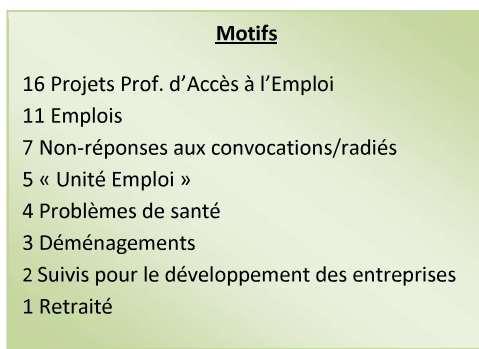 Motifs
16 Projets Prof. d’Accès à l’Emploi
11 Emplois
7 Non-réponses aux convocations/radiés
5 « Unité Emploi »
4 Problèmes de santé
3 Déménagements
2 Suivis pour le développement des entreprises
1 Retraité